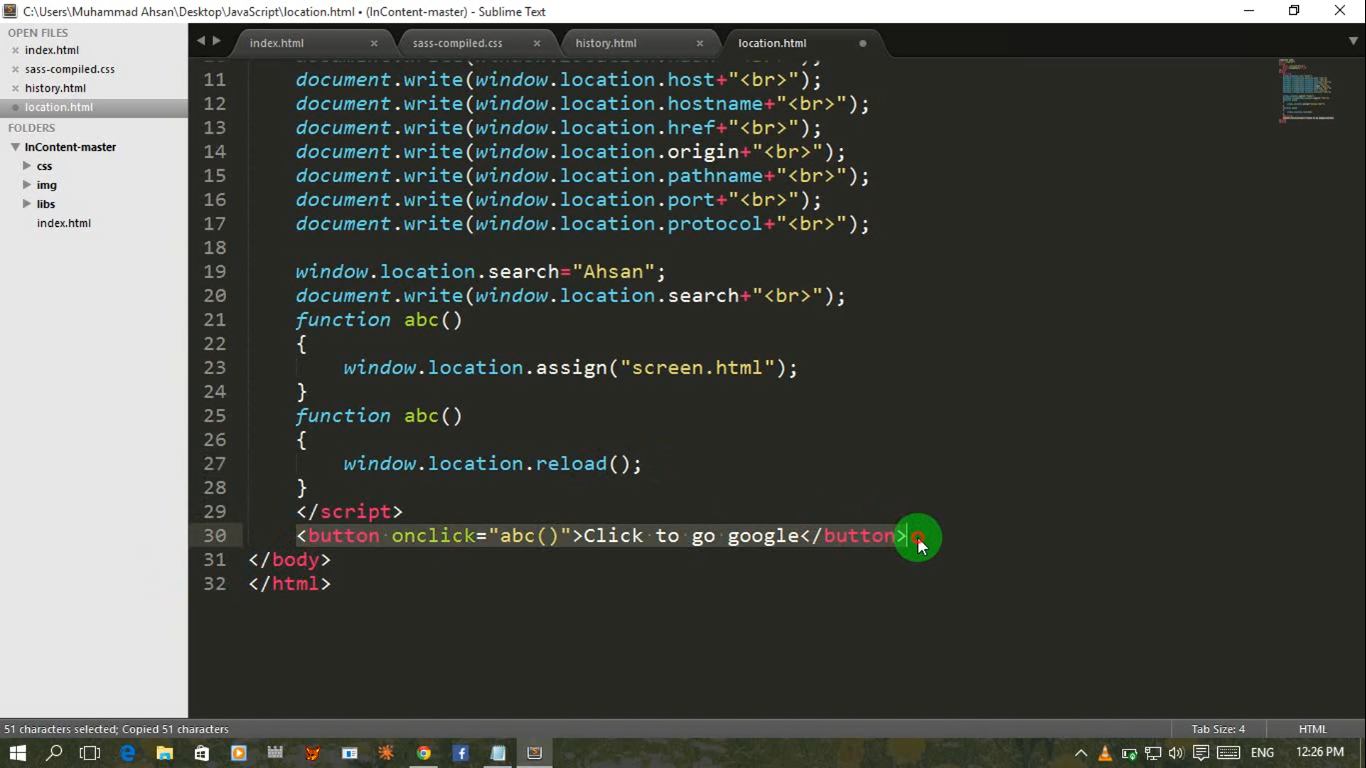 C:\Users\Muhammad Ahsan\Desktop\JavaScript\location.html • (InContent-master) - Sublime Text
OPEN FILES
index.html
sass-compiled.css
history.html
location.html
FOLDERS
InContent-master
css
img
libs
index.html
index.html
sass-compiled.css
history.html
location.html
11 document.write(window.location.host+"<br>");
12 document.write(window.location.hostname+"<br>");
13 document.write(window.location.href+"<br>");
14 document.write(window.location.origin+"<br>");
15 document.write(window.location.pathname+"<br>");
16 document.write(window.location.port+"<br>");
17 document.write(window.location.protocol+"<br>");
18
19 window.location.search="Ahsan";
20 document.write(window.location.search+"<br>");
21 function abc()
22 {
23 window.location.assign("screen.html");
24 }
25 function abc()
26 {
27 window.location.reload();
28 }
29 </script>
30 <button onclick="abc()">Click to go google</button>
31 </body>
32 </html>
51 characters selected; Copied 51 characters
Tab Size: 4
HTML
ENG
12:26 PM